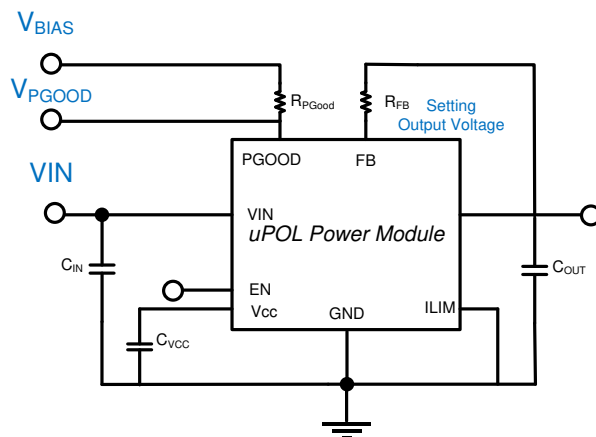 VBIAS
VPGOOD
RPGood
RFB
Setting
Output Voltage
PGOOD
FB
VIN
VIN
uPOL Power Module
CIN
COUT
EN
Vcc
GND
ILIM
CVCC